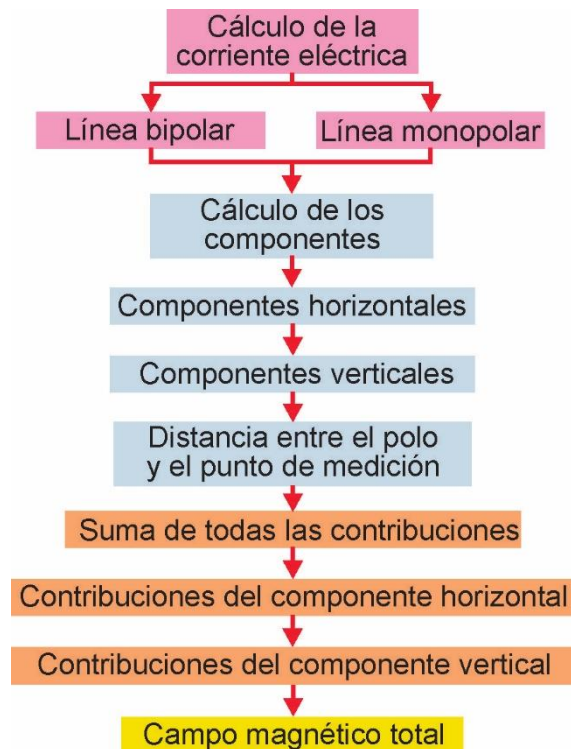 Cálculo de la
corriente eléctrica
Línea bipolar
Línea monopolar
Cálculo de los
componentes
Componentes horizontales
Componentes verticales
Distancia entre el polo
y el punto de medición
Suma de todas las contribuciones
Contribuciones del componente horizontal
Contribuciones del componente vertical
Campo magnético total